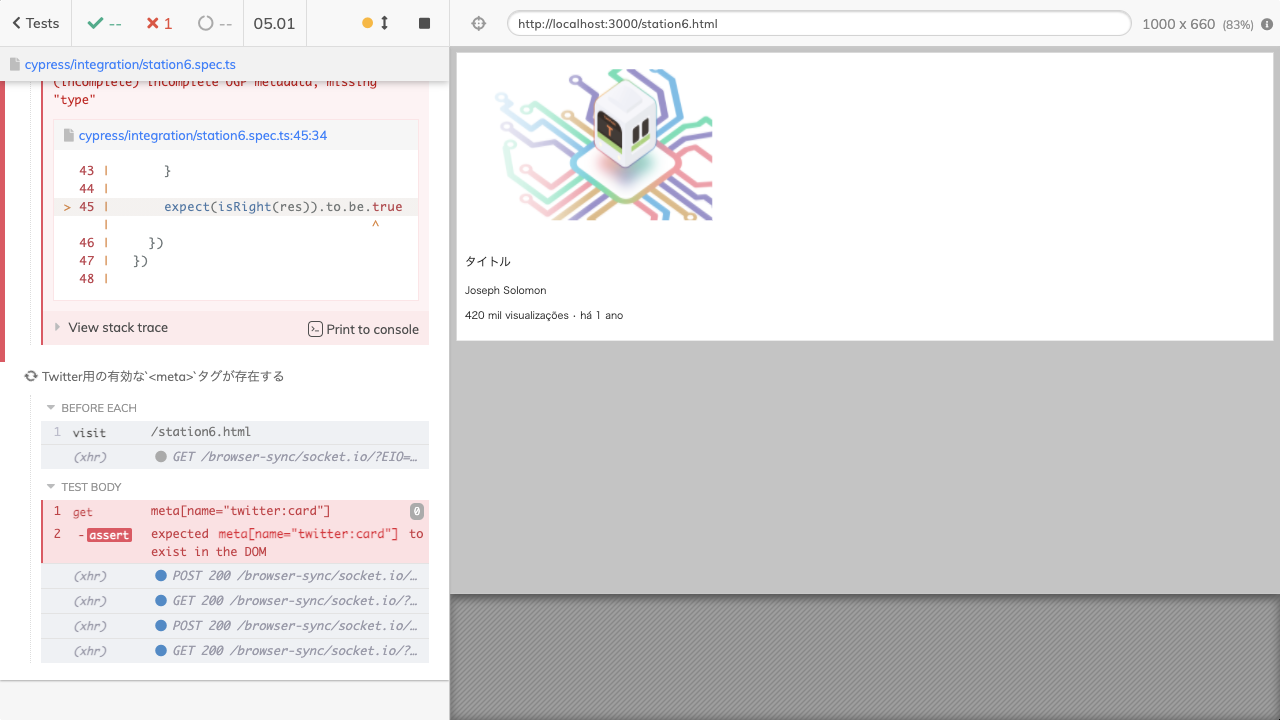 Tests
--
1
--
05.01
http://localhost:3000/station6.html
1000 x 660 (83%)
cypress/integration/station6.spec.ts
(incomplete) incomplete OGP metadata, missing
"type"
cypress/integration/station6.spec.ts:45:34
43 | }
44 |
> 45 | expect(isRight(res)).to.be.true
| ^
46 | })
47 | })
48 |
View stack trace
Print to console
Twitter用の有効な`<meta>`タグが存在する
BEFORE EACH
1 visit /station6.html
(xhr) GET /browser-sync/socket.io/?EIO=…
TEST BODY
1 get meta[name="twitter:card"] 0
2 -assert expected meta[name="twitter:card"] to
exist in the DOM
(xhr) POST 200 /browser-sync/socket.io/…
(xhr) GET 200 /browser-sync/socket.io/?…
(xhr) POST 200 /browser-sync/socket.io/…
(xhr) GET 200 /browser-sync/socket.io/?…
タイトル
Joseph Solomon
420 mil visualizações・há 1 ano